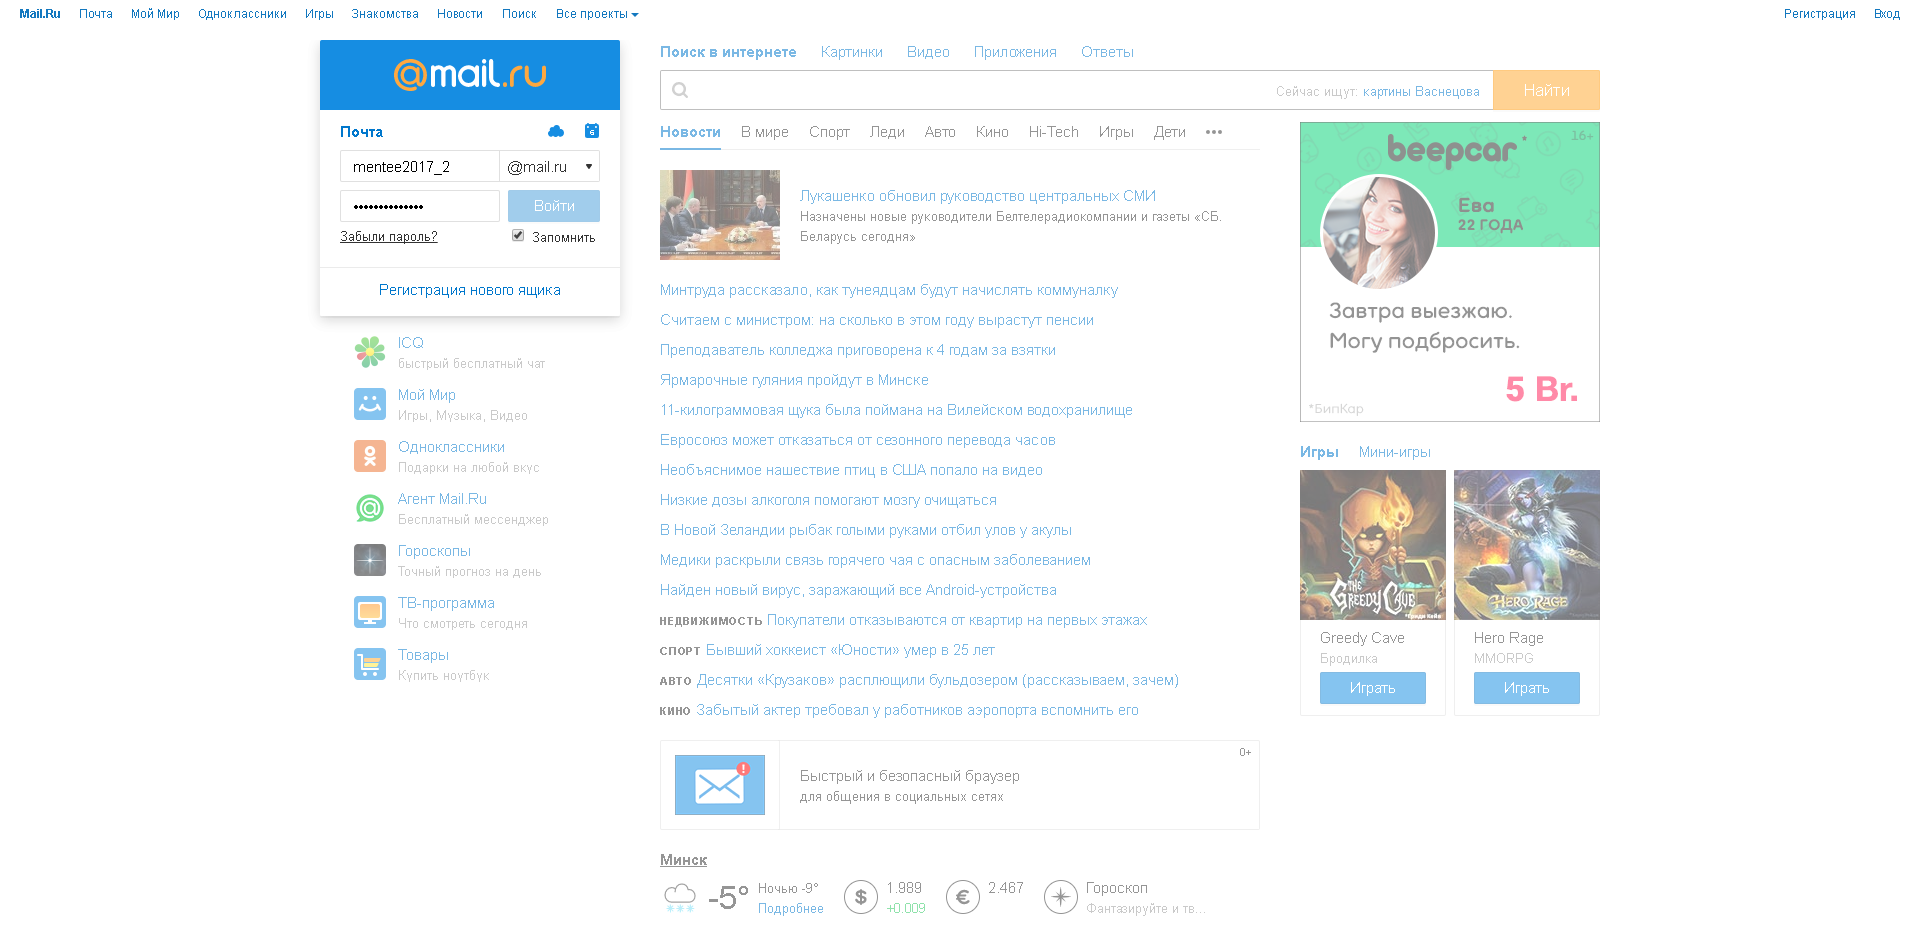 Mail.Ru Почта Мой Мир Одноклассники Игры Знакомства Новости Поиск Все проекты Регистрация Вход
@mail.ru
Почта
6
mentee2017_2 @mail.ru
•••••••••••••• Войти
Забыли пароль? Запомнить
Регистрация нового ящика
ICQ
быстрый бесплатный чат
Мой Мир
Игры, Музыка, Видео
Одноклассники
Подарки на любой вкус
Агент Mail.Ru
Бесплатный мессенджер
Гороскопы
Точный прогноз на день
ТВ-программа
Что смотреть сегодня
Товары
Купить ноутбук
Поиск в интернете Картинки Видео Приложения Ответы
Сейчас ищут: картины Васнецова Найти
Новости В мире Спорт Леди Авто Кино Hi-Tech Игры Дети •••
Лукашенко обновил руководство центральных СМИ
Назначены новые руководители Белтелерадиокомпании и газеты «СБ.
Беларусь сегодня»
Минтруда рассказало, как тунеядцам будут начислять коммуналку
Считаем с министром: на сколько в этом году вырастут пенсии
Преподаватель колледжа приговорена к 4 годам за взятки
Ярмарочные гуляния пройдут в Минске
11-килограммовая щука была поймана на Вилейском водохранилище
Евросоюз может отказаться от сезонного перевода часов
Необъяснимое нашествие птиц в США попало на видео
Низкие дозы алкоголя помогают мозгу очищаться
В Новой Зеландии рыбак голыми руками отбил улов у акулы
Медики раскрыли связь горячего чая с опасным заболеванием
Найден новый вирус, заражающий все Android-устройства
НЕДВИЖИМОСТЬ Покупатели отказываются от квартир на первых этажах
СПОРТ Бывший хоккеист «Юности» умер в 25 лет
АВТО Десятки «Крузаков» расплющили бульдозером (рассказываем, зачем)
КИНО Забытый актер требовал у работников аэропорта вспомнить его
0+
Быстрый и безопасный браузер
для общения в социальных сетях
Минск
-5° Ночью -9°
Подробнее
$ 1.989
+0.009
€ 2.467
Гороскоп
Фантазируйте и тв...
16+
beepcar*
Ева
22 ГОДА
Завтра выезжаю.
Могу подбросить.
5 Br.
*БипКар
Игры Мини-игры
THE GREEDY CAVE
HERO RAGE
Greedy Cave
Бродилка
Играть
Hero Rage
MMORPG
Играть